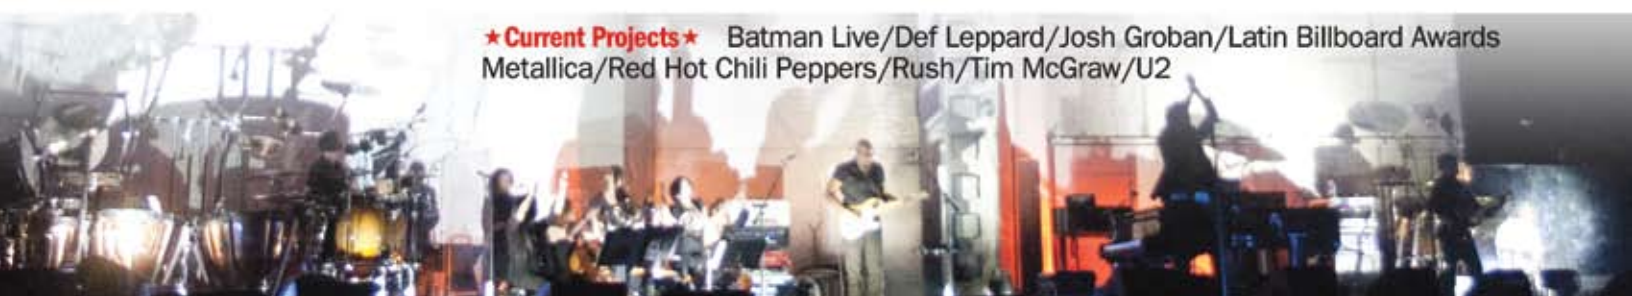 ★Current Projects★ Batman Live/Def Leppard/Josh Groban/Latin Billboard Awards
Metallica/Red Hot Chili Peppers/Rush/Tim McGraw/U2